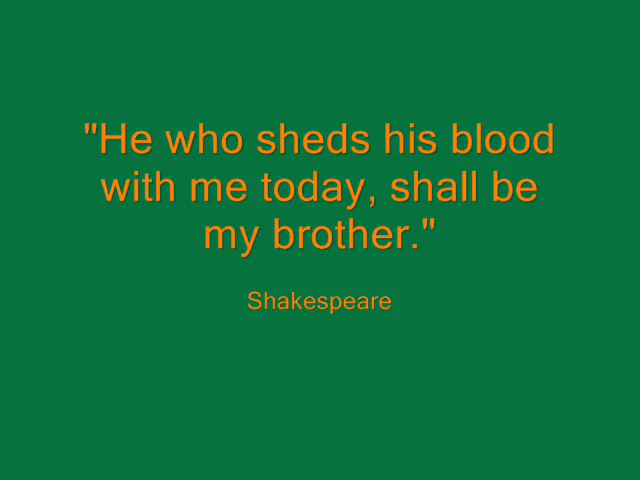 "He who sheds his blood
with me today, shall be
my brother."
Shakespeare